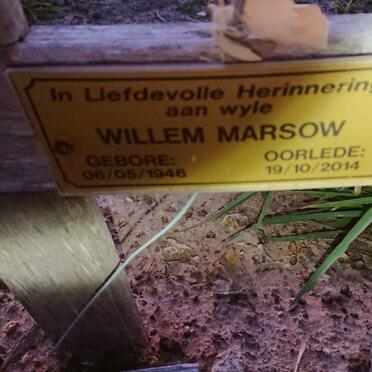 In Liefdevolle Herinnering
aan wyle
WILLEM MARSOW
GEBORE: OORLEDE:
06/05/1946 19/10/2014